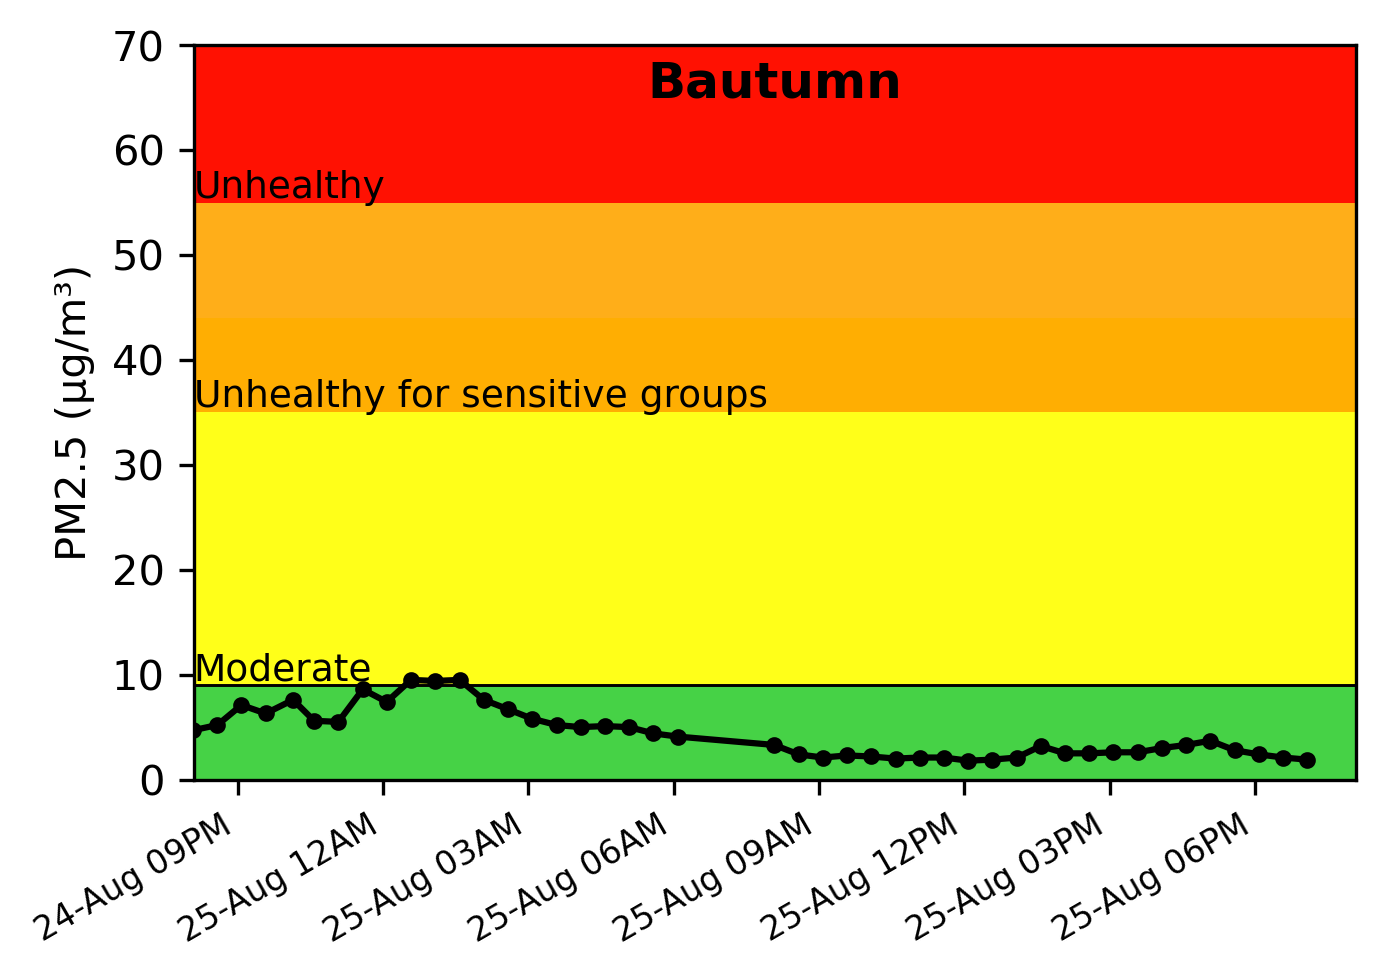 Bautumn
70
60
50
40
30
20
10
0
PM2.5 (µg/m³)
Unhealthy
Unhealthy for sensitive groups
Moderate
24-Aug 09PM
25-Aug 12AM
25-Aug 03AM
25-Aug 06AM
25-Aug 09AM
25-Aug 12PM
25-Aug 03PM
25-Aug 06PM